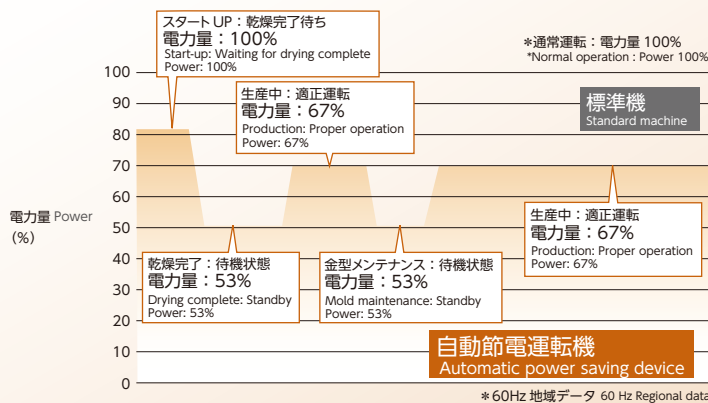 スタートUP：乾燥完了待ち
電力量：100%
Start-up: Waiting for drying complete
Power: 100%
＊通常運転：電力量 100%
*Normal operation : Power 100%
生産中：適正運転
電力量：67%
Production: Proper operation
Power: 67%
標準機
Standard machine
100
90
80
70
60
50
40
30
20
10
0
電力量 Power
（%）
乾燥完了：待機状態
電力量：53%
Drying complete: Standby
Power: 53%
金型メンテナンス：待機状態
電力量：53%
Mold maintenance: Standby
Power: 53%
生産中：適正運転
電力量：67%
Production: Proper operation
Power: 67%
自動節電運転機
Automatic power saving device
＊60Hz 地域データ 60 Hz Regional data